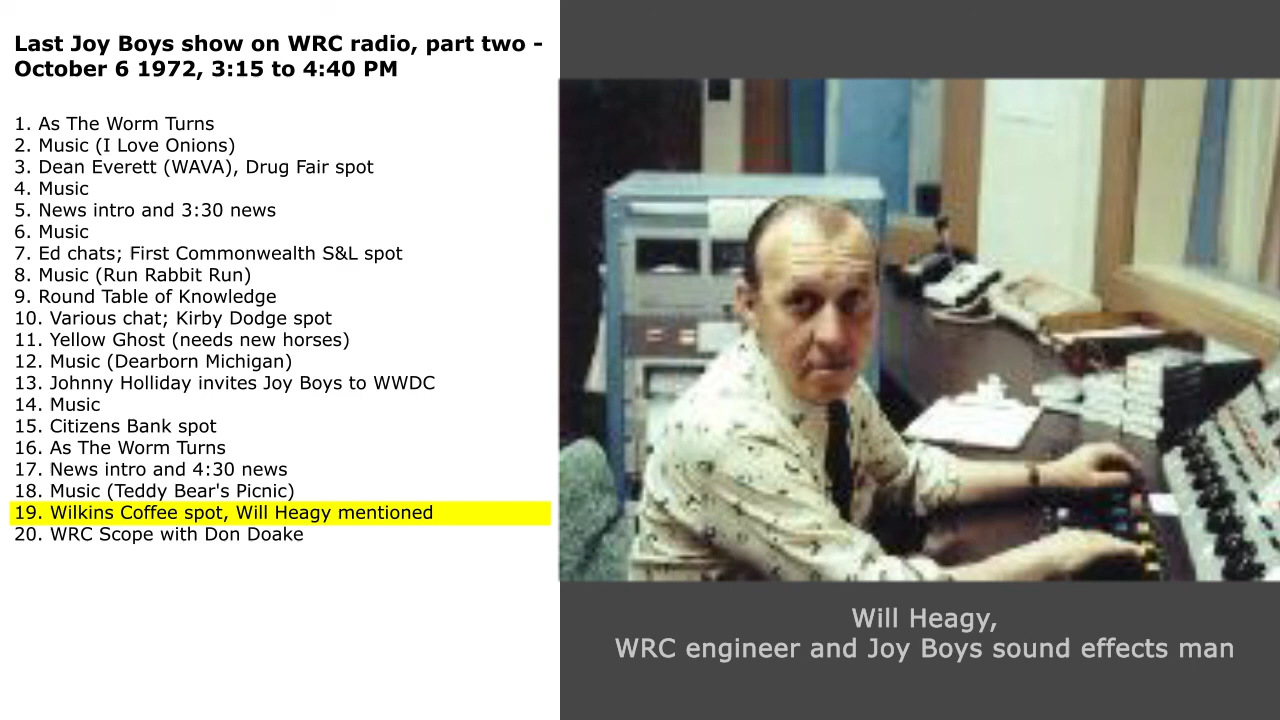 Last Joy Boys show on WRC radio, part two -
October 6 1972, 3:15 to 4:40 PM
1. As The Worm Turns
2. Music (I Love Onions)
3. Dean Everett (WAVA), Drug Fair spot
4. Music
5. News intro and 3:30 news
6. Music
7. Ed chats; First Commonwealth S&L spot
8. Music (Run Rabbit Run)
9. Round Table of Knowledge
10. Various chat; Kirby Dodge spot
11. Yellow Ghost (needs new horses)
12. Music (Dearborn Michigan)
13. Johnny Holliday invites Joy Boys to WWDC
14. Music
15. Citizens Bank spot
16. As The Worm Turns
17. News intro and 4:30 news
18. Music (Teddy Bear's Picnic)
19. Wilkins Coffee spot, Will Heagy mentioned
20. WRC Scope with Don Doake
Will Heagy,
WRC engineer and Joy Boys sound effects man